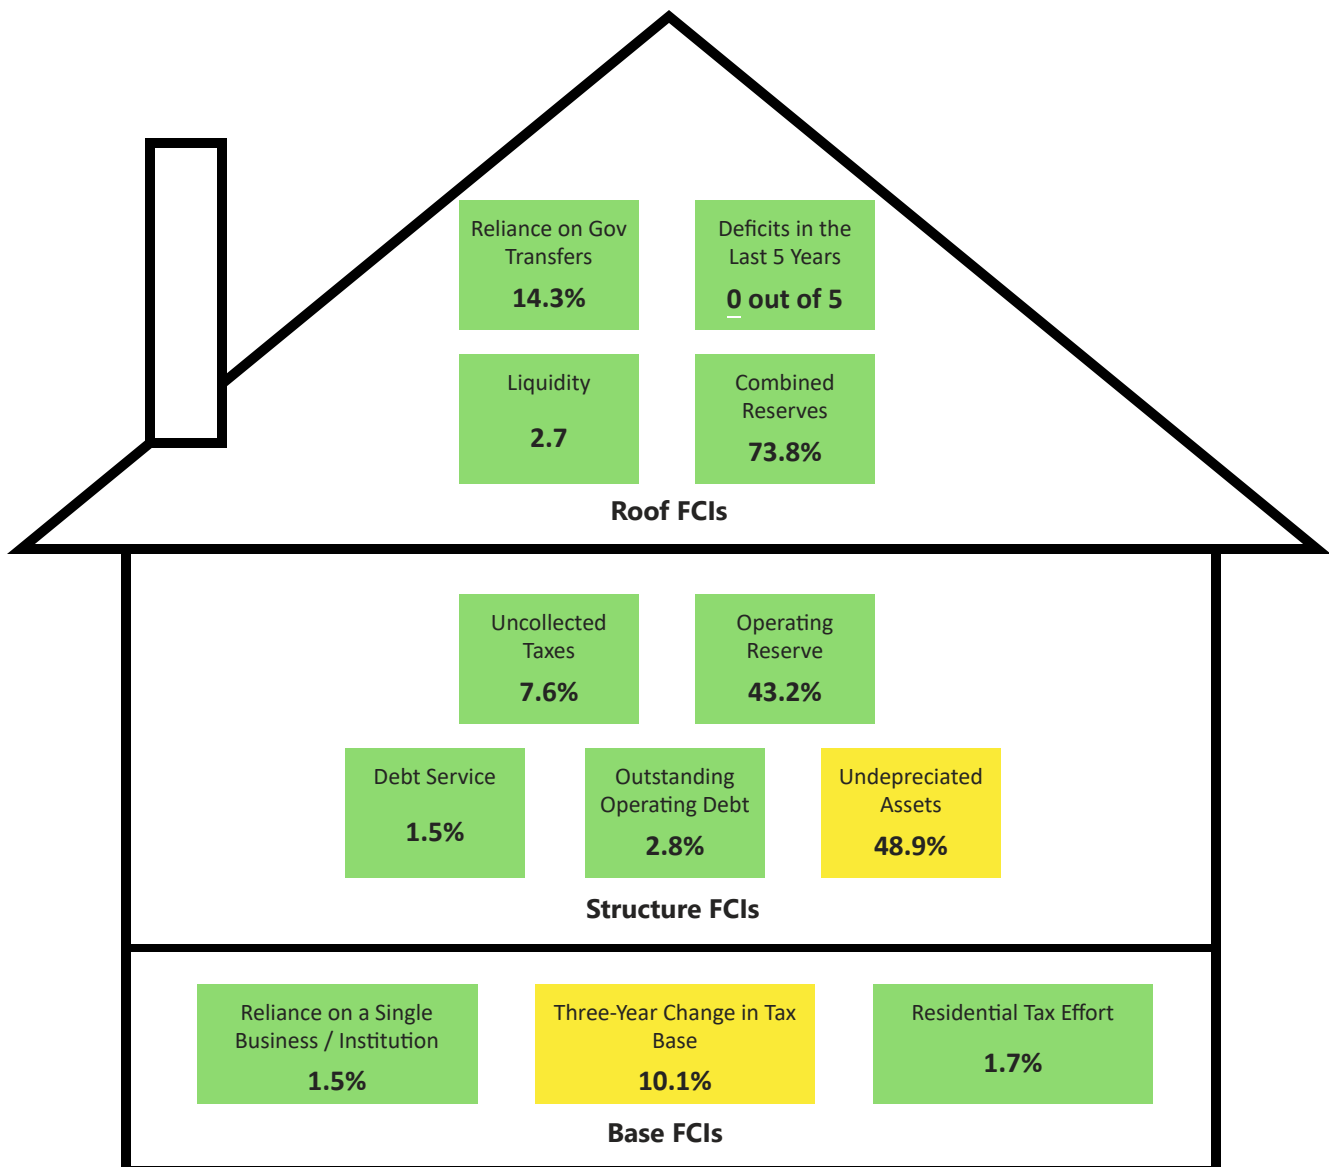 Reliance on Gov
Transfers
14.3%
Deficits in the
Last 5 Years
0 out of 5
Liquidity
2.7
Combined
Reserves
73.8%
Roof FCIs
Uncollected
Taxes
7.6%
Operating
Reserve
43.2%
Debt Service
1.5%
Outstanding
Operating Debt
2.8%
Undepreciated
Assets
48.9%
Structure FCIs
Reliance on a Single
Business / Institution
1.5%
Three-Year Change in Tax
Base
10.1%
Residential Tax Effort
1.7%
Base FCIs